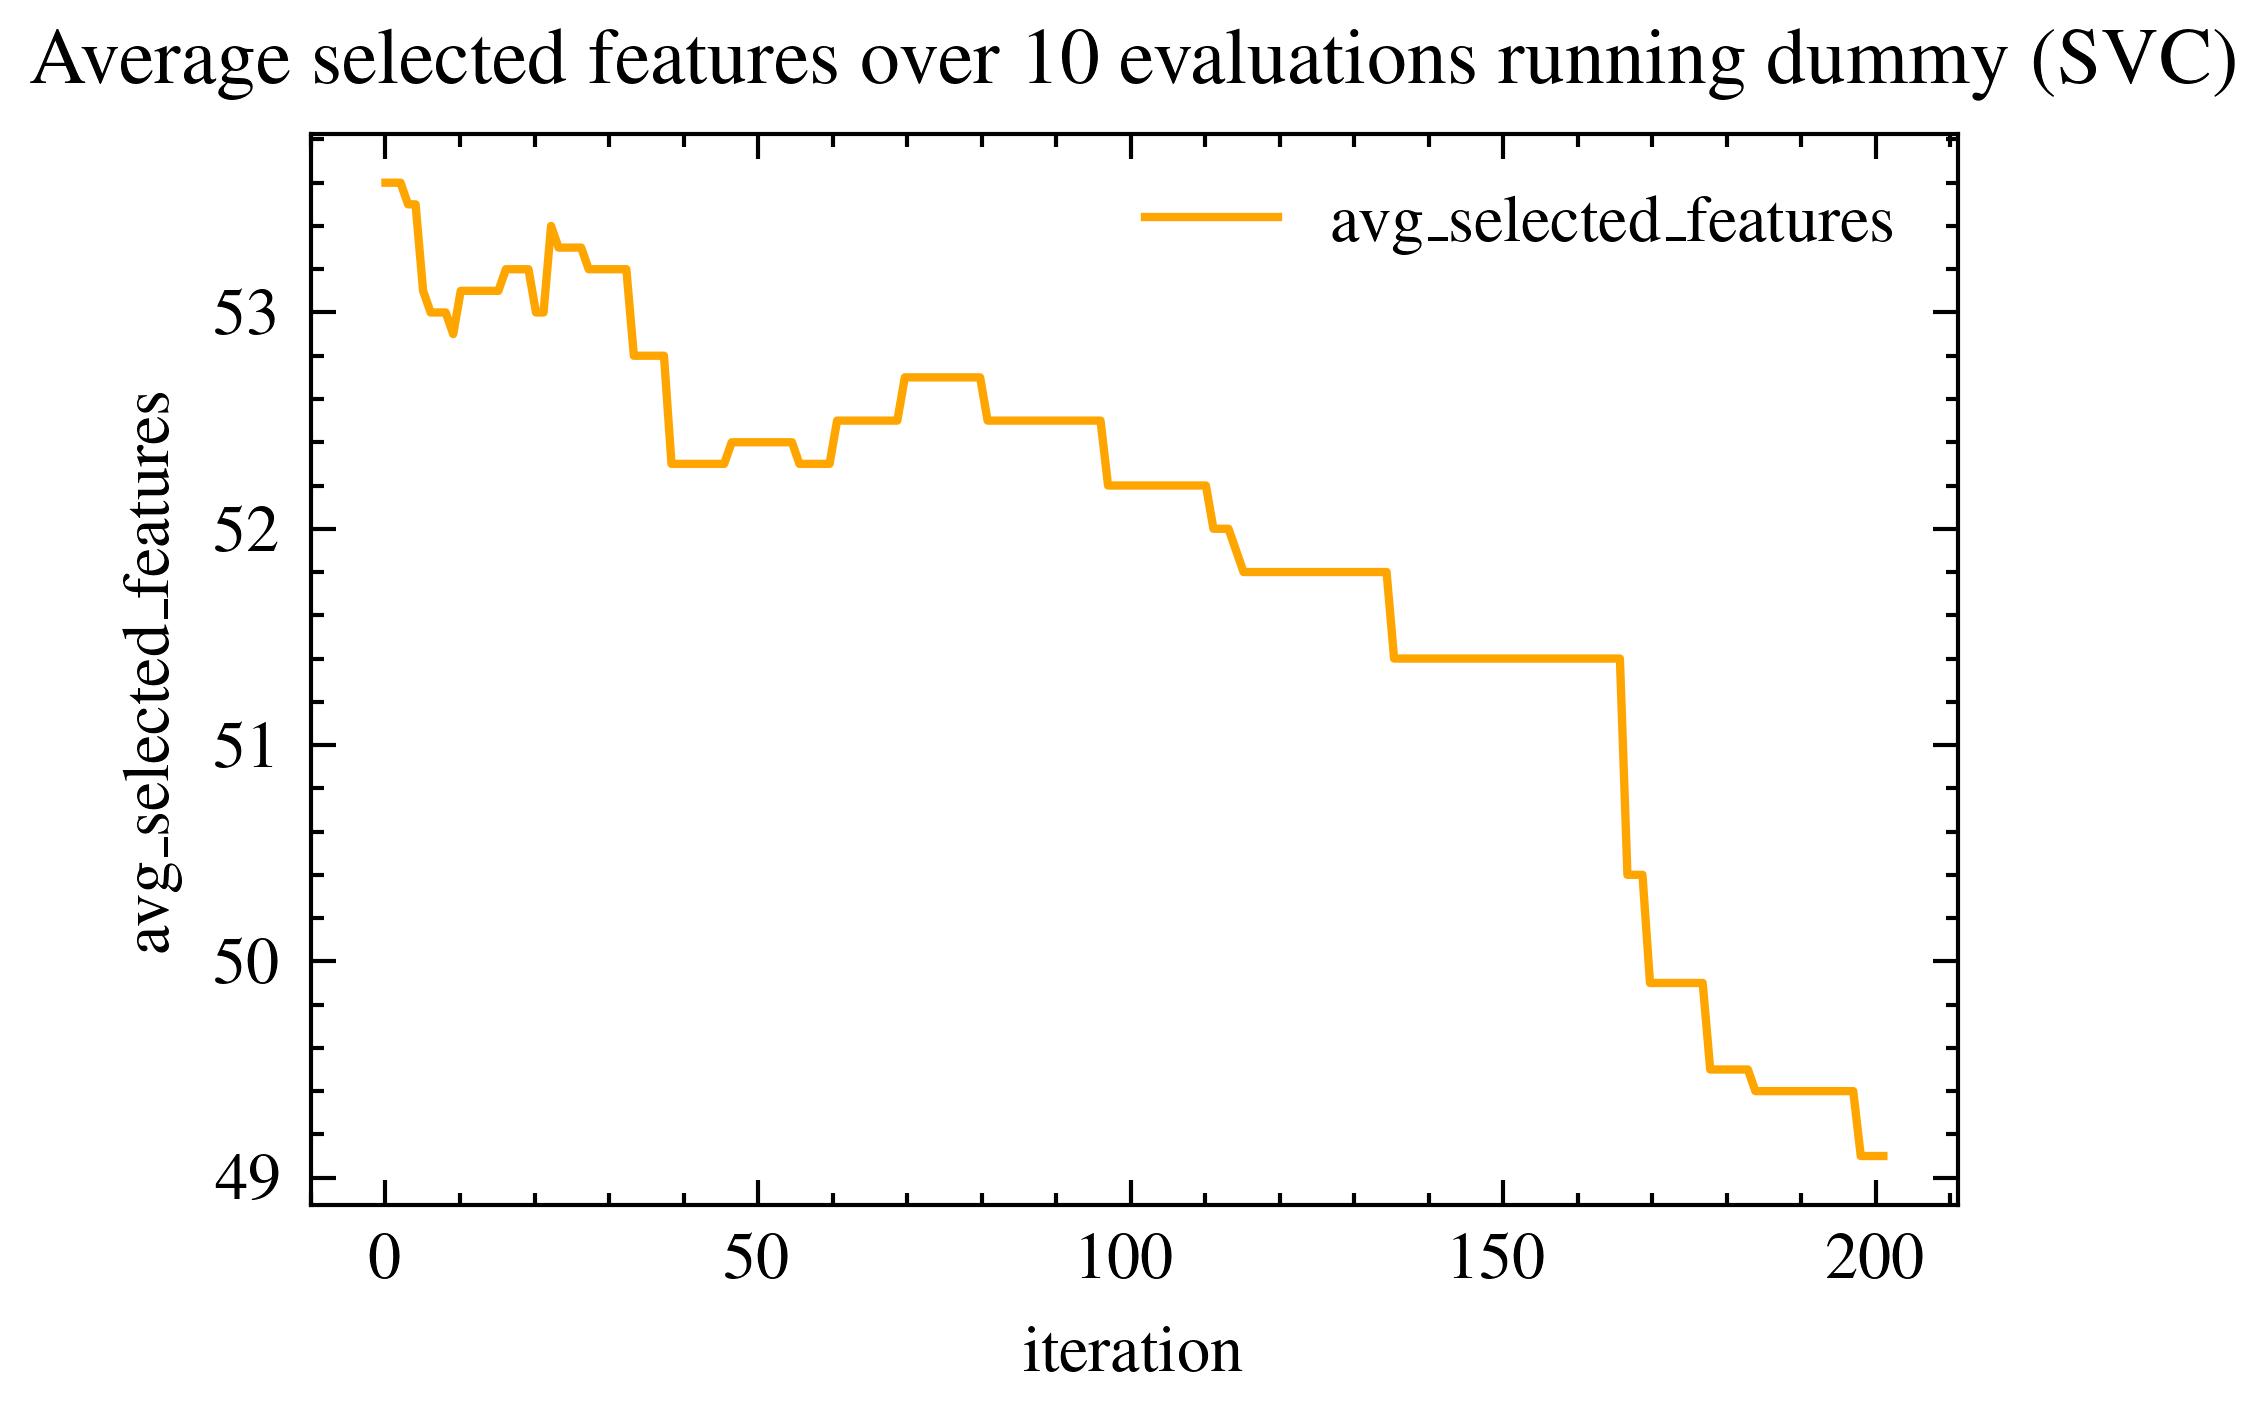 Average selected features over 10 evaluations running dummy (SVC)
avg_selected_features
avg_selected_features
53
52
51
50
49
0 50 100 150 200
iteration